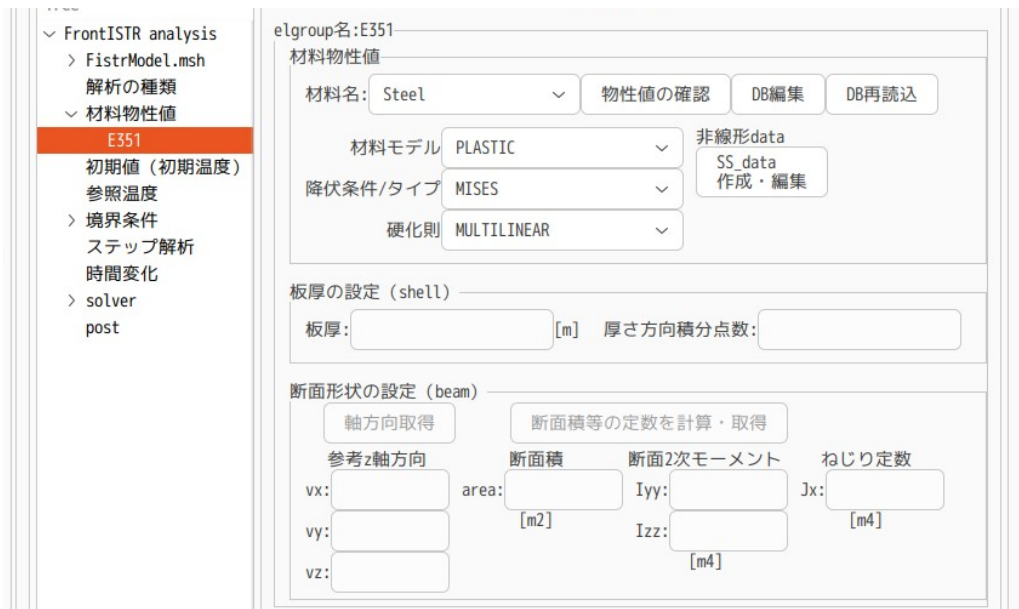 FrontISTR analysis
FistrModel.msh
解析の種類
材料物性値
E351
初期値（初期温度）
参照温度
境界条件
ステップ解析
時間変化
solver
post
elgroup名:E351
材料物性値
材料名: Steel 物性値の確認 DB編集 DB再読込
材料モデル PLASTIC 非線形data
SS_data
作成・編集
降伏条件/タイプ MISES
硬化則 MULTILINEAR
板厚の設定（shell）
板厚: [m] 厚さ方向積分点数:
断面形状の設定（beam）
軸方向取得 断面積等の定数を計算・取得
参考z軸方向 断面積 断面2次モーメント ねじり定数
vx: area: Iyy: Jx:
[m2] [m4]
vy: Izz:
[m4]
vz: